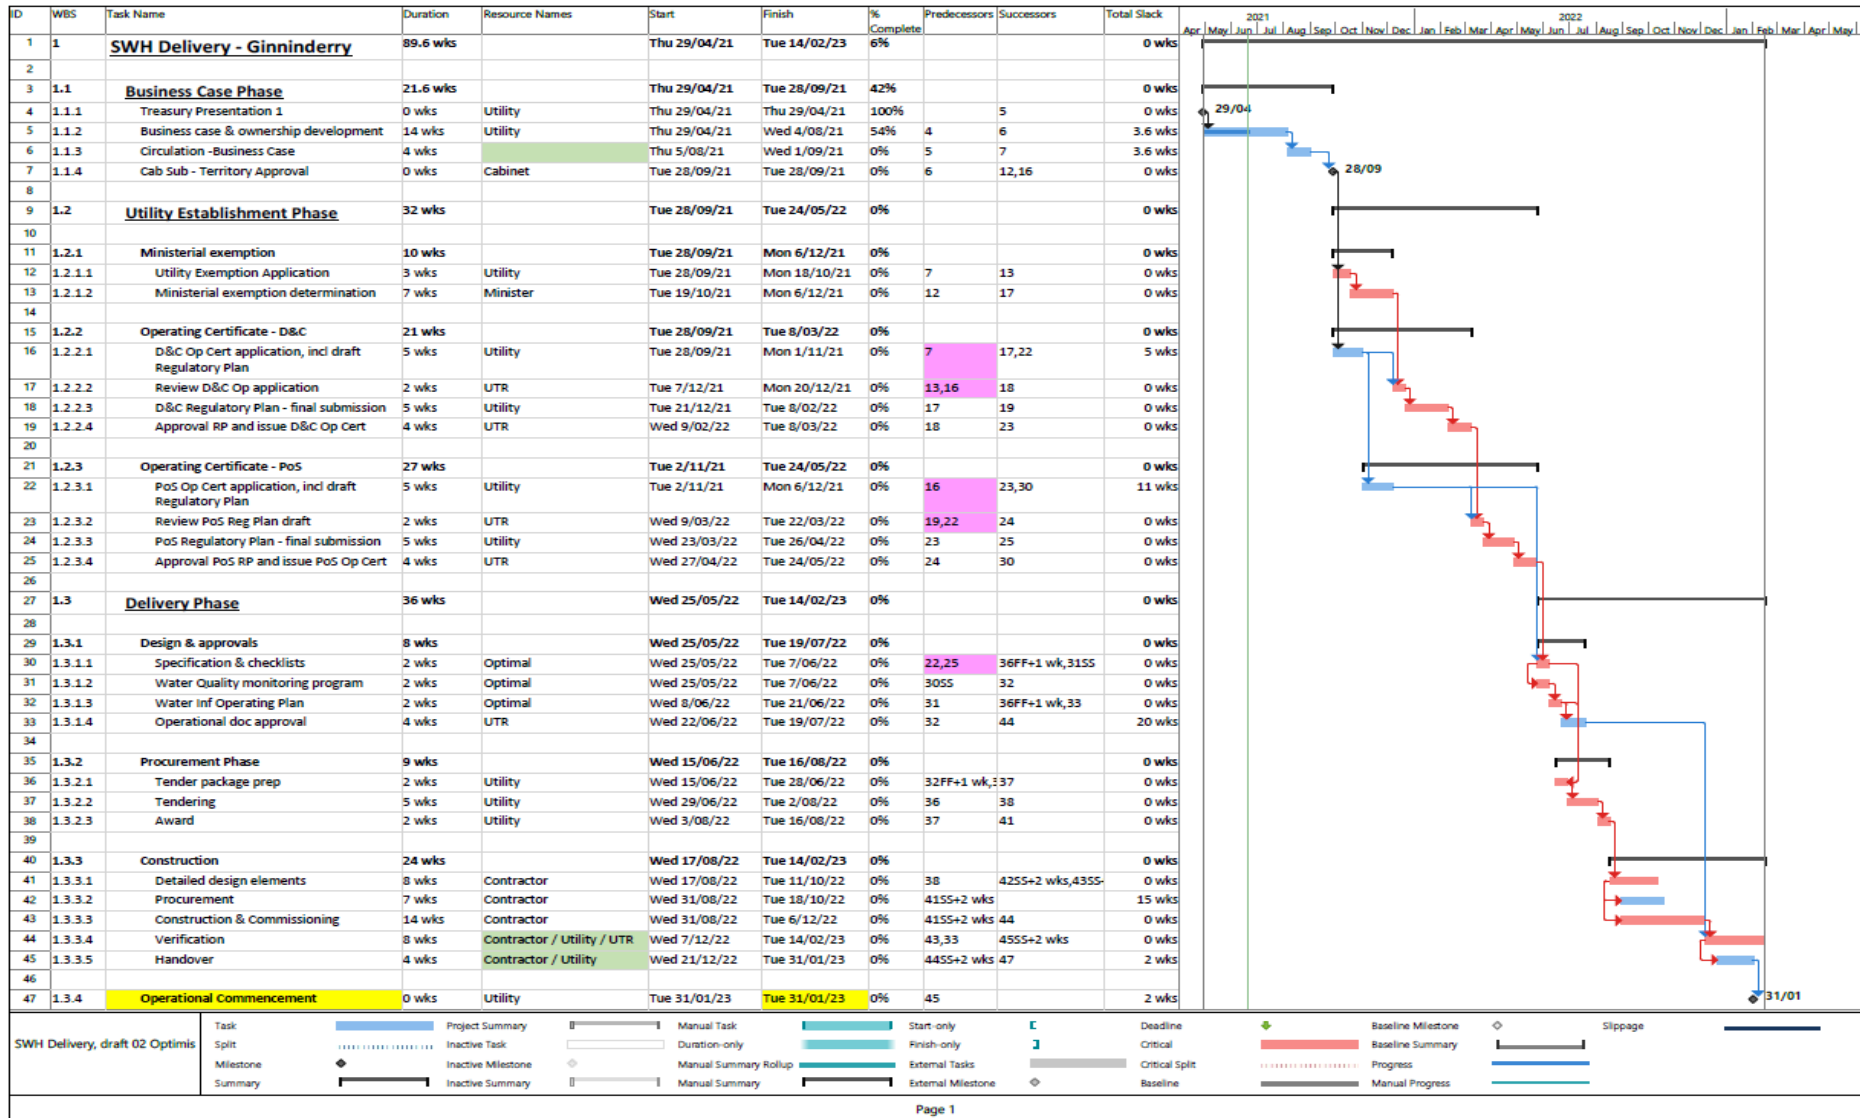 ID WBS Task Name Duration Resource Names Start Finish % Complete Predecessors Successors Total Slack
2021 2022
Apr May Jun Jul Aug Sep Oct Nov Dec Jan Feb Mar Apr May Jun Jul Aug Sep Oct Nov Dec Jan Feb Mar Apr May
1 1 SWH Delivery - Ginninderry 89.6 wks Thu 29/04/21 Tue 14/02/23 6% 0 wks
2
3 1.1 Business Case Phase 21.6 wks Thu 29/04/21 Tue 28/09/21 42% 0 wks
4 1.1.1 Treasury Presentation 1 0 wks Utility Thu 29/04/21 Thu 29/04/21 100% 5 0 wks 29/04
5 1.1.2 Business case & ownership development 14 wks Utility Thu 29/04/21 Wed 4/08/21 54% 4 6 3.6 wks
6 1.1.3 Circulation -Business Case 4 wks Thu 5/08/21 Wed 1/09/21 0% 5 7 3.6 wks
7 1.1.4 Cab Sub - Territory Approval 0 wks Cabinet Tue 28/09/21 Tue 28/09/21 0% 6 12,16 0 wks 28/09
8
9 1.2 Utility Establishment Phase 32 wks Tue 28/09/21 Tue 24/05/22 0% 0 wks
10
11 1.2.1 Ministerial exemption 10 wks Tue 28/09/21 Mon 6/12/21 0% 0 wks
12 1.2.1.1 Utility Exemption Application 3 wks Utility Tue 28/09/21 Mon 18/10/21 0% 7 13 0 wks
13 1.2.1.2 Ministerial exemption determination 7 wks Minister Tue 19/10/21 Mon 6/12/21 0% 12 17 0 wks
14
15 1.2.2 Operating Certificate - D&C 21 wks Tue 28/09/21 Tue 8/03/22 0% 0 wks
16 1.2.2.1 D&C Op Cert application, incl draft 5 wks Utility Tue 28/09/21 Mon 1/11/21 0% 7 17,22 5 wks
Regulatory Plan
17 1.2.2.2 Review D&C Op application 2 wks UTR Tue 7/12/21 Mon 20/12/21 0% 13,16 18 0 wks
18 1.2.2.3 D&C Regulatory Plan - final submission 5 wks Utility Tue 21/12/21 Tue 8/02/22 0% 17 19 0 wks
19 1.2.2.4 Approval RP and issue D&C Op Cert 4 wks UTR Wed 9/02/22 Tue 8/03/22 0% 18 23 0 wks
20
21 1.2.3 Operating Certificate - PoS 27 wks Tue 2/11/21 Tue 24/05/22 0% 0 wks
22 1.2.3.1 PoS Op Cert application, incl draft 5 wks Utility Tue 2/11/21 Mon 6/12/21 0% 16 23,30 11 wks
Regulatory Plan
23 1.2.3.2 Review PoS Reg Plan draft 2 wks UTR Wed 9/03/22 Tue 22/03/22 0% 19,22 24 0 wks
24 1.2.3.3 PoS Regulatory Plan - final submission 5 wks Utility Wed 23/03/22 Tue 26/04/22 0% 23 25 0 wks
25 1.2.3.4 Approval PoS RP and issue PoS Op Cert 4 wks UTR Wed 27/04/22 Tue 24/05/22 0% 24 30 0 wks
26
27 1.3 Delivery Phase 36 wks Wed 25/05/22 Tue 14/02/23 0% 0 wks
28
29 1.3.1 Design & approvals 8 wks Wed 25/05/22 Tue 19/07/22 0% 0 wks
30 1.3.1.1 Specification & checklists 2 wks Optimal Wed 25/05/22 Tue 7/06/22 0% 22,25 36FF+1 wk,31SS 0 wks
31 1.3.1.2 Water Quality monitoring program 2 wks Optimal Wed 25/05/22 Tue 7/06/22 0% 30SS 32 0 wks
32 1.3.1.3 Water Inf Operating Plan 2 wks Optimal Wed 8/06/22 Tue 21/06/22 0% 31 36FF+1 wk,33 0 wks
33 1.3.1.4 Operational doc approval 4 wks UTR Wed 22/06/22 Tue 19/07/22 0% 32 44 20 wks
34
35 1.3.2 Procurement Phase 9 wks Wed 15/06/22 Tue 16/08/22 0% 0 wks
36 1.3.2.1 Tender package prep 2 wks Utility Wed 15/06/22 Tue 28/06/22 0% 32FF+1 wk, 37 0 wks
37 1.3.2.2 Tendering 5 wks Utility Wed 29/06/22 Tue 2/08/22 0% 36 38 0 wks
38 1.3.2.3 Award 2 wks Utility Wed 3/08/22 Tue 16/08/22 0% 37 41 0 wks
39
40 1.3.3 Construction 24 wks Wed 17/08/22 Tue 14/02/23 0% 0 wks
41 1.3.3.1 Detailed design elements 8 wks Contractor Wed 17/08/22 Tue 11/10/22 0% 38 42SS+2 wks,43SS- 0 wks
42 1.3.3.2 Procurement 7 wks Contractor Wed 31/08/22 Tue 18/10/22 0% 41SS+2 wks 15 wks
43 1.3.3.3 Construction & Commissioning 14 wks Contractor Wed 31/08/22 Tue 6/12/22 0% 41SS+2 wks 44 0 wks
44 1.3.3.4 Verification 8 wks Contractor / Utility / UTR Wed 7/12/22 Tue 14/02/23 0% 43,33 45SS+2 wks 0 wks
45 1.3.3.5 Handover 4 wks Contractor / Utility Wed 21/12/22 Tue 31/01/23 0% 44SS+2 wks 47 2 wks
46
47 1.3.4 Operational Commencement 0 wks Utility Tue 31/01/23 Tue 31/01/23 0% 45 2 wks 31/01
SWH Delivery, draft 02 Optimis
Task Project Summary Manual Task Start-only Deadline Baseline Milestone Slippage
Split Inactive Task Duration-only Finish-only Critical Baseline Summary
Milestone Inactive Milestone Manual Summary Rollup External Tasks Critical Split Progress
Summary Inactive Summary Manual Summary External Milestone Baseline Manual Progress
Page 1